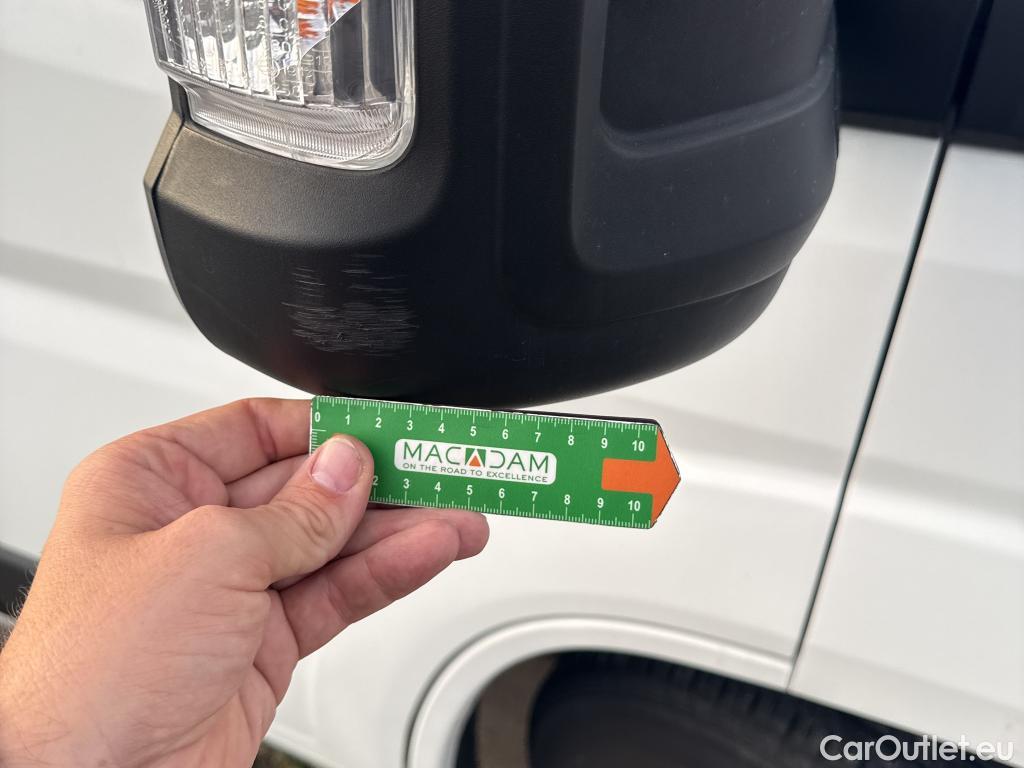 0 1 2 3 4 5 6 7 8 9 10
MACADAM
ON THE ROAD TO EXCELLENCE
2 3 4 5 6 7 8 9 10
CarOutlet.eu